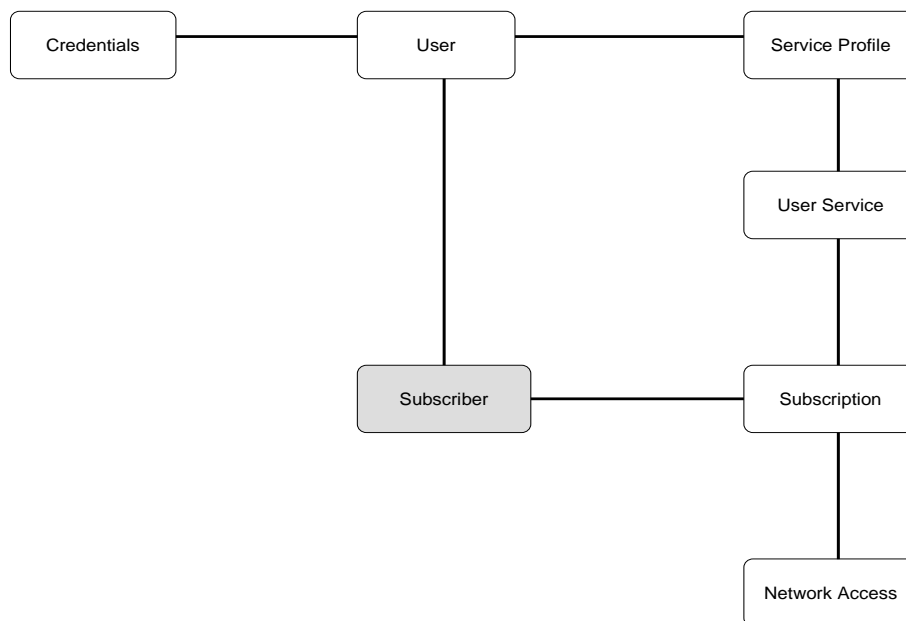 Credentials
User
Service Profile
User Service
Subscriber
Subscription
Network Access